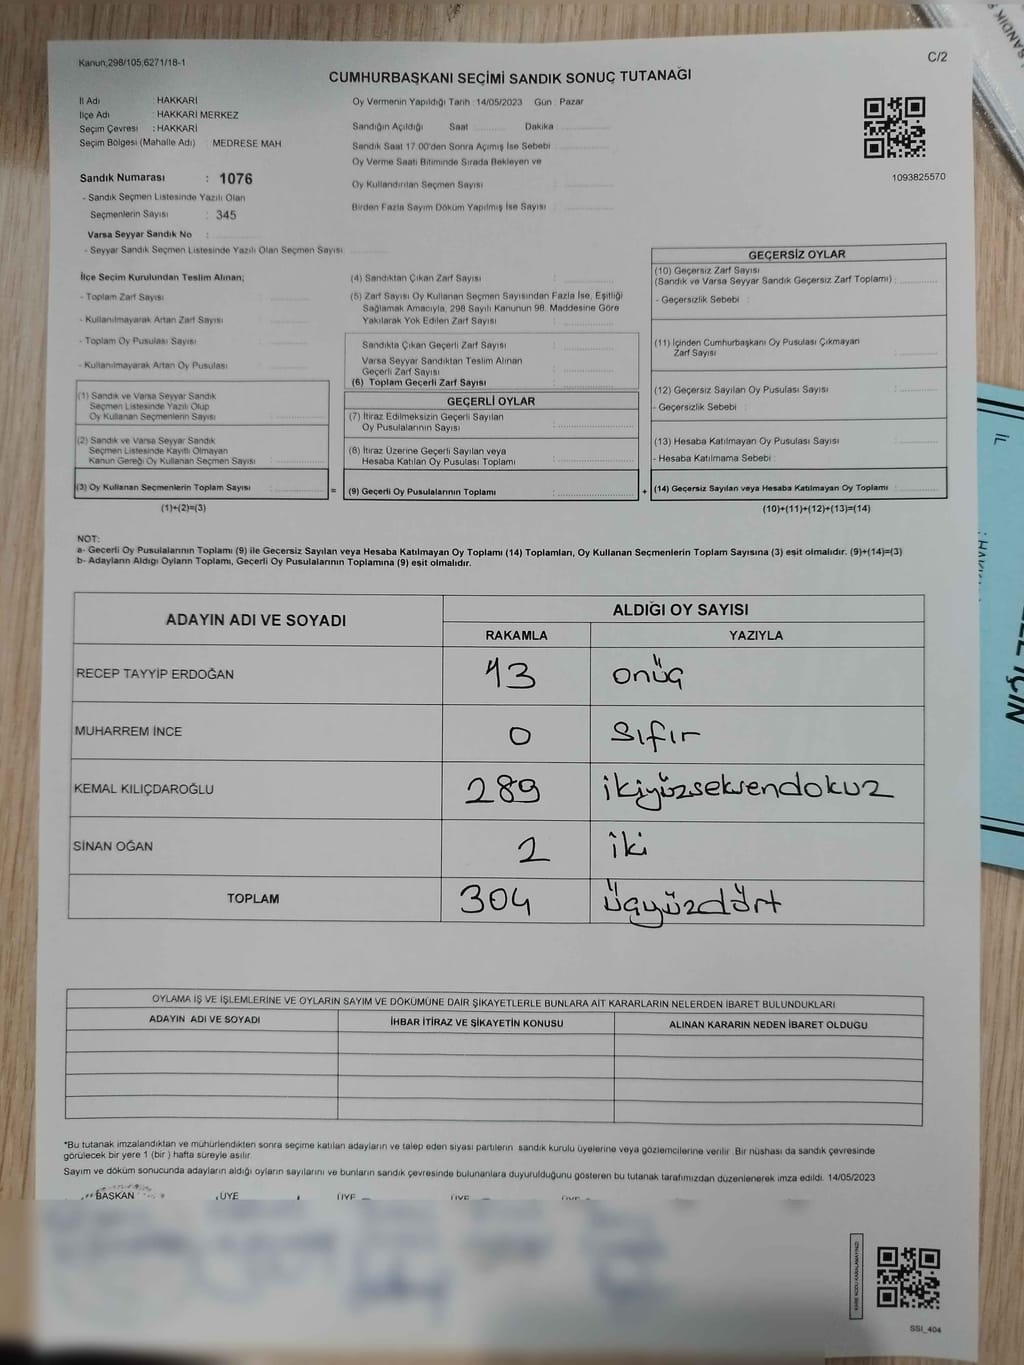 Kanun;298/105;6271/18-1
C/2
CUMHURBAŞKANI SEÇİMİ SANDIK SONUÇ TUTANAĞI
İl Adı : HAKKARİ
İlçe Adı : HAKKARİ MERKEZ
Seçim Çevresi : HAKKARİ
Seçim Bölgesi (Mahalle Adı) : MEDRESE MAH
Sandık Numarası : 1076
- Sandık Seçmen Listesinde Yazılı Olan
Seçmenlerin Sayısı : 345
Varsa Seyyar Sandık No :
- Seyyar Sandık Seçmen Listesinde Yazılı Olan Seçmen Sayısı
Oy Vermenin Yapıldığı Tarih : 14/05/2023 Gün : Pazar
Sandığın Açıldığı Saat Dakika
Sandık Saat 17:00'den Sonra Açımış İse Sebebi
Oy Verme Saati Bitiminde Sırada Bekleyen ve
Oy Kullandırılan Seçmen Sayısı
Birden Fazla Sayım Döküm Yapılmış İse Sayısı
1093825570
İlçe Seçim Kurulundan Teslim Alınan;
- Toplam Zarf Sayısı
- Kullanılmayarak Artan Zarf Sayısı
- Toplam Oy Pusulası Sayısı
- Kullanılmayarak Artan Oy Pusulası
(1) Sandık ve Varsa Seyyar Sandık
Seçmen Listesinde Yazılı Olup
Oy Kullanan Seçmenlerin Sayısı
(2) Sandık ve Varsa Seyyar Sandık
Seçmen Listesinde Kayıtlı Olmayan
Kanun Gereği Oy Kullanan Seçmen Sayısı
(3) Oy Kullanan Seçmenlerin Toplam Sayısı
(1)+(2)=(3)
(4) Sandıktan Çıkan Zarf Sayısı
(5) Zarf Sayısı Oy Kullanan Seçmen Sayısından Fazla İse, Eşitliği
Sağlamak Amacıyla, 298 Sayılı Kanunun 98. Maddesine Göre
Yakılarak Yok Edilen Zarf Sayısı
Sandıkta Çıkan Geçerli Zarf Sayısı
Varsa Seyyar Sandıktan Teslim Alınan
Geçerli Zarf Sayısı
(6) Toplam Geçerli Zarf Sayısı
GEÇERLİ OYLAR
(7) İtiraz Edilmeksizin Geçerli Sayılan
Oy Pusulalarının Sayısı
(8) İtiraz Üzerine Geçerli Sayılan veya
Hesaba Katılan Oy Pusulası Toplamı
= (9) Geçerli Oy Pusulalarının Toplamı
GEÇERSİZ OYLAR
(10) Geçersiz Zarf Sayısı
(Sandık ve Varsa Seyyar Sandık Geçersiz Zarf Toplamı) :
- Geçersizlik Sebebi :
(11) İçinden Cumhurbaşkanı Oy Pusulası Çıkmayan
Zarf Sayısı
(12) Geçersiz Sayılan Oy Pusulası Sayısı
- Geçersizlik Sebebi :
(13) Hesaba Katılmayan Oy Pusulası Sayısı
- Hesaba Katılmama Sebebi :
+ (14) Geçersiz Sayılan veya Hesaba Katılmayan Oy Toplamı
(10)+(11)+(12)+(13)=(14)
NOT:
a- Gecerli Oy Pusulalarının Toplamı (9) ile Gecersiz Sayılan veya Hesaba Katılmayan Oy Toplamı (14) Toplamları, Oy Kullanan Seçmenlerin Toplam Sayısına (3) eşit olmalıdır. (9)+(14)=(3)
b- Adayların Aldığı Oyların Toplamı, Gecerli Oy Pusulalarının Toplamına (9) eşit olmalıdır.
ADAYIN ADI VE SOYADI ALDIĞI OY SAYISI
RAKAMLA YAZIYLA
RECEP TAYYİP ERDOĞAN 13 onüç
MUHARREM İNCE 0 sıfır
KEMAL KILIÇDAROĞLU 289 ikiyüzseksendokuz
SİNAN OĞAN 2 iki
TOPLAM 304 üçyüzdört
OYLAMA İŞ VE İŞLEMLERİNE VE OYLARIN SAYIM VE DÖKÜMÜNE DAİR ŞİKAYETLERLE BUNLARA AİT KARARLARIN NELERDEN İBARET BULUNDUKLARI
ADAYIN ADI VE SOYADI İHBAR İTİRAZ VE ŞİKAYETİN KONUSU ALINAN KARARIN NEDEN İBARET OLDUĞU
*Bu tutanak imzalandıktan ve mühürlendikten sonra seçime katılan adayların ve talep eden siyasi partilerin sandık kurulu üyelerine veya gözlemcilerine verilir .Bir nüshası da sandık çevresinde
görülecek bir yere 1 (bir ) hafta süreyle asılır.
Sayım ve döküm sonucunda adayların aldığı oyların sayılarını ve bunların sandık çevresinde bulunanlara duyurulduğunu gösteren bu tutanak tarafımızdan düzenlenerek imza edildi. 14/05/2023
BAŞKAN ÜYE ÜYE ÜYE
SSI_404
SANDIK
İL
İÇİN